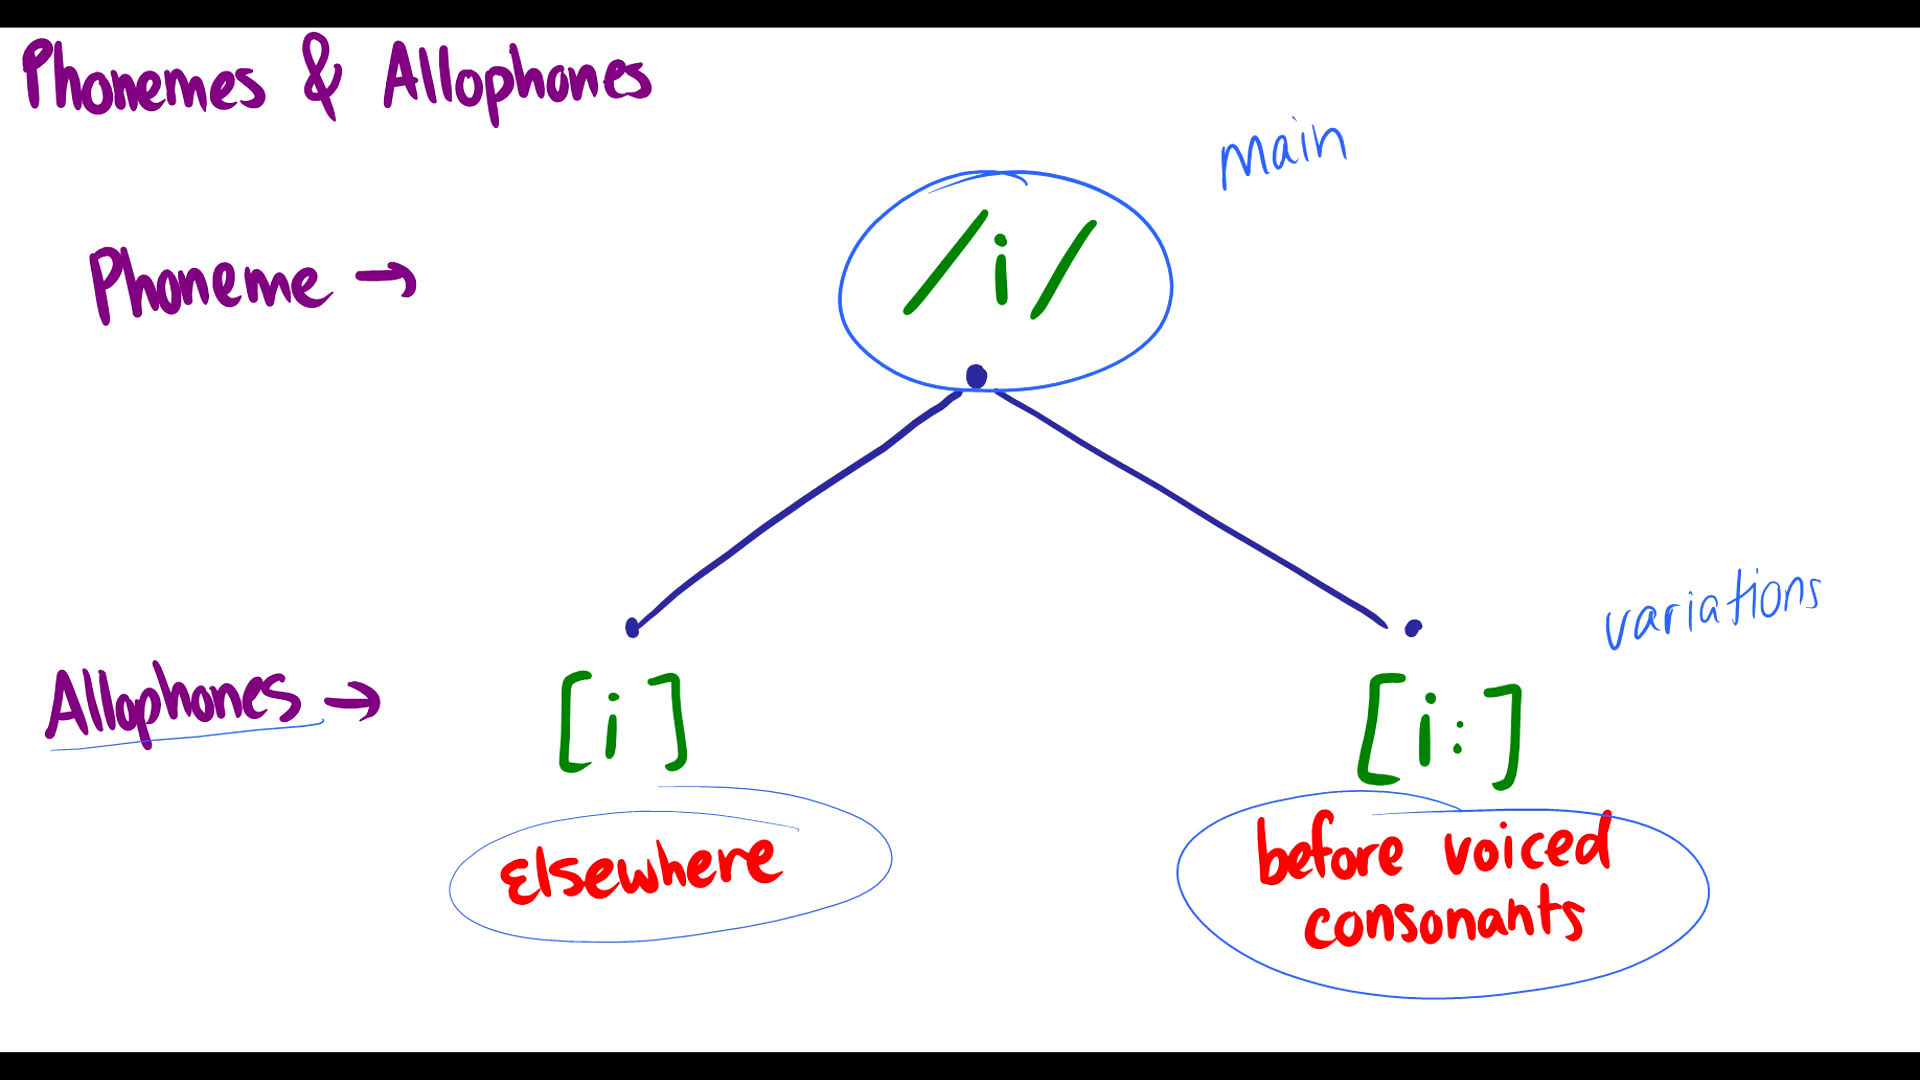 Phonemes & Allophones
main
Phoneme →
/i/
variations
Allophones →
[i]
[i:]
Elsewhere
before voiced
consonants